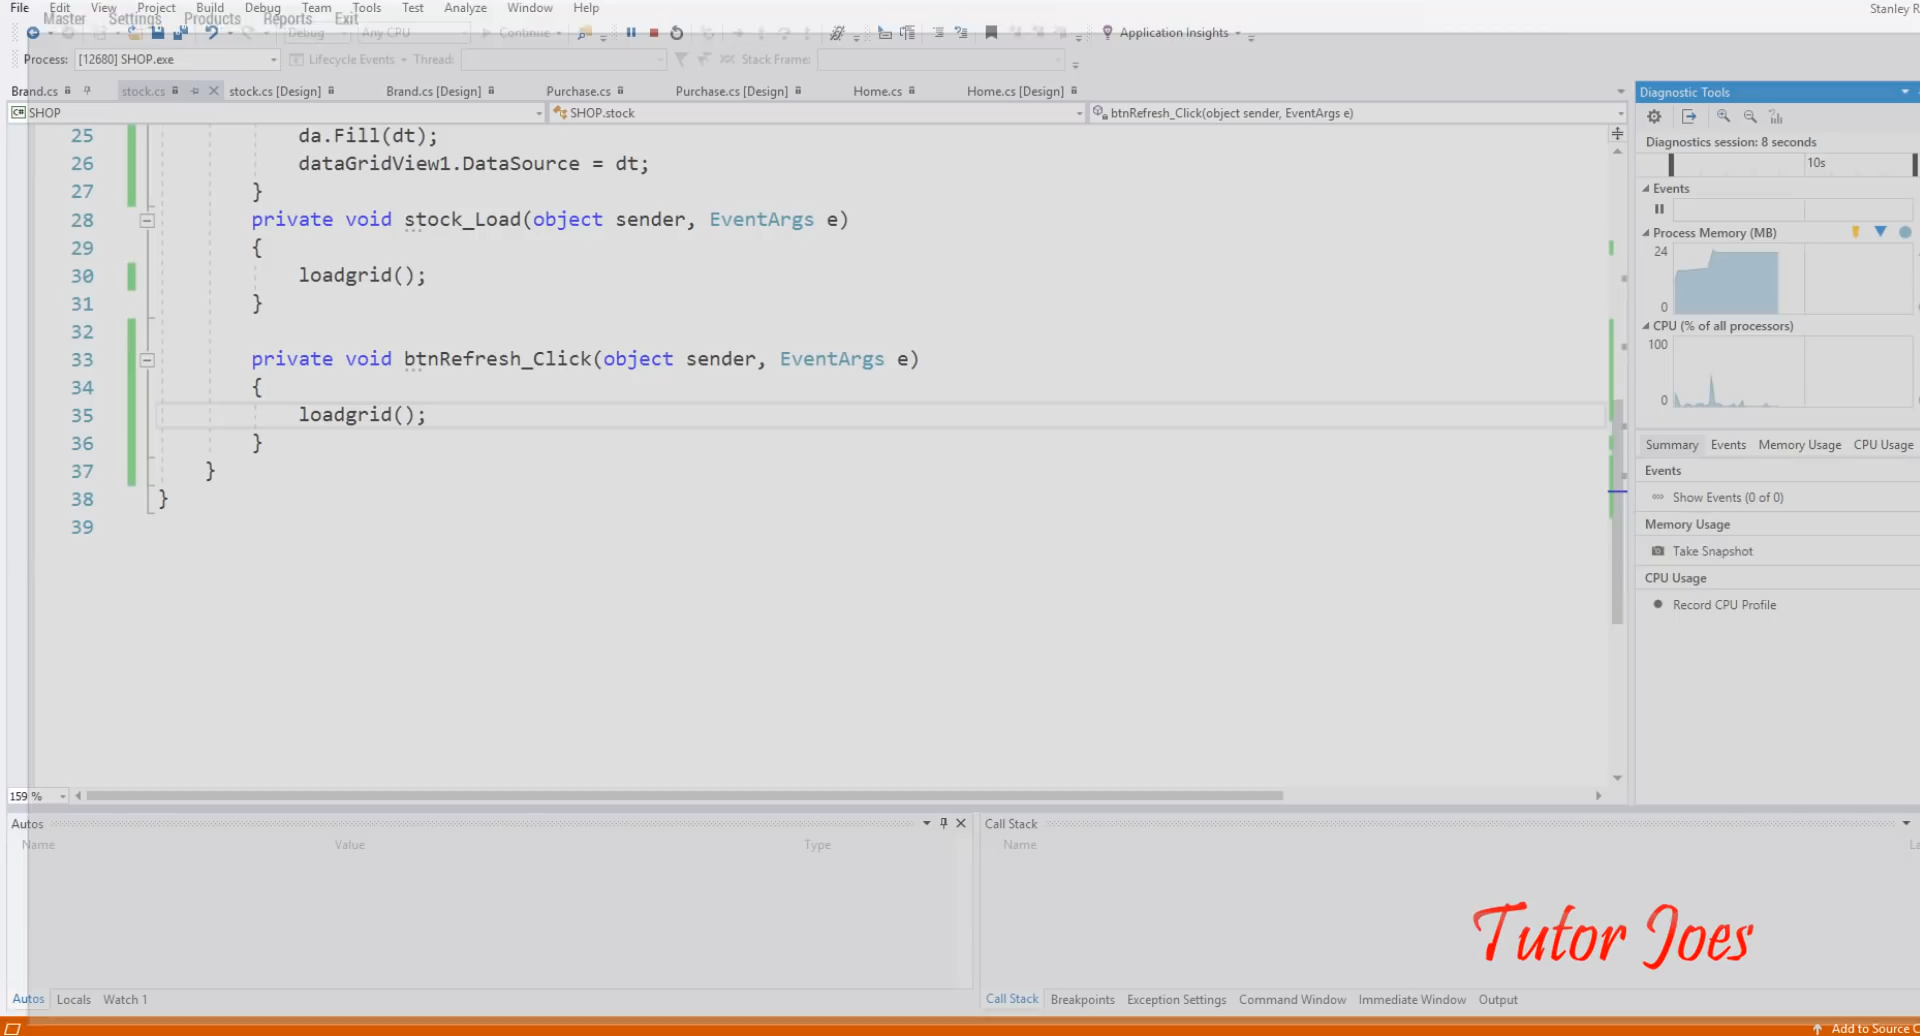 File Edit View Project Build Debug Team Tools Test Analyze Window Help Stanley R
Master Settings Products Reports Exit
Debug Any CPU Continue Application Insights
Process: [12680] SHOP.exe Lifecycle Events Thread: Stack Frame:
Brand.cs stock.cs stock.cs [Design] Brand.cs [Design] Purchase.cs Purchase.cs [Design] Home.cs Home.cs [Design]
C# SHOP SHOP.stock btnRefresh_Click(object sender, EventArgs e)
25 da.Fill(dt);
26 dataGridView1.DataSource = dt;
27 }
28 private void stock_Load(object sender, EventArgs e)
29 {
30 loadgrid();
31 }
32
33 private void btnRefresh_Click(object sender, EventArgs e)
34 {
35 loadgrid();
36 }
37 }
38 }
39
159 %
Diagnostic Tools
Diagnostics session: 8 seconds
10s
Events
Process Memory (MB)
24
0
CPU (% of all processors)
100
0
Summary Events Memory Usage CPU Usage
Events
Show Events (0 of 0)
Memory Usage
Take Snapshot
CPU Usage
Record CPU Profile
Autos
Name Value Type
Autos Locals Watch 1
Call Stack
Name La
Tutor Joes
Call Stack Breakpoints Exception Settings Command Window Immediate Window Output
Add to Source C